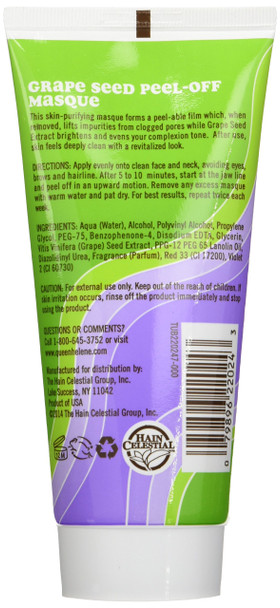 GRAPE SEED PEEL-OFF
MASQUE
This skin-purifying masque forms a peel-able film which, when
removed, lifts impurities from clogged pores while Grape Seed
Extract brightens and evens your complexion tone. After use,
skin feels deeply clean with a revitalized look.
DIRECTIONS: Apply evenly onto clean face and neck, avoiding eyes,
brows and hairline. After 5 to 10 minutes, start at the jaw line
and peel off in an upward motion. Remove any excess masque
with warm water and pat dry. For best results, repeat twice each
week.
INGREDIENTS: Aqua (Water), Alcohol, Polyvinyl Alcohol, Propylene
Glycol, PEG-75, Benzophenone-4, Disodium EDTA, Glycerin,
Vitis Vinifera (Grape) Seed Extract, PPG-12 PEG 65 Lanolin Oil,
Diazolidinyl Urea, Fragrance (Parfum), Red 33 (CI 17200), Violet
2 (CI 60730)
CAUTION: For external use only. Keep out of the reach of children. If
skin irritation occurs, rinse off the product immediately and stop
using the product.
QUESTIONS OR COMMENTS?
Call 1-800-645-3752 or visit
www.queenhelene.com
Manufactured for distribution by:
The Hain Celestial Group, Inc.
Lake Success, NY 11042
Product of USA
©2014 The Hain Celestial Group, Inc.
TUB220247-000
0 79896 52202 3
12M
HAIN
CELESTIAL